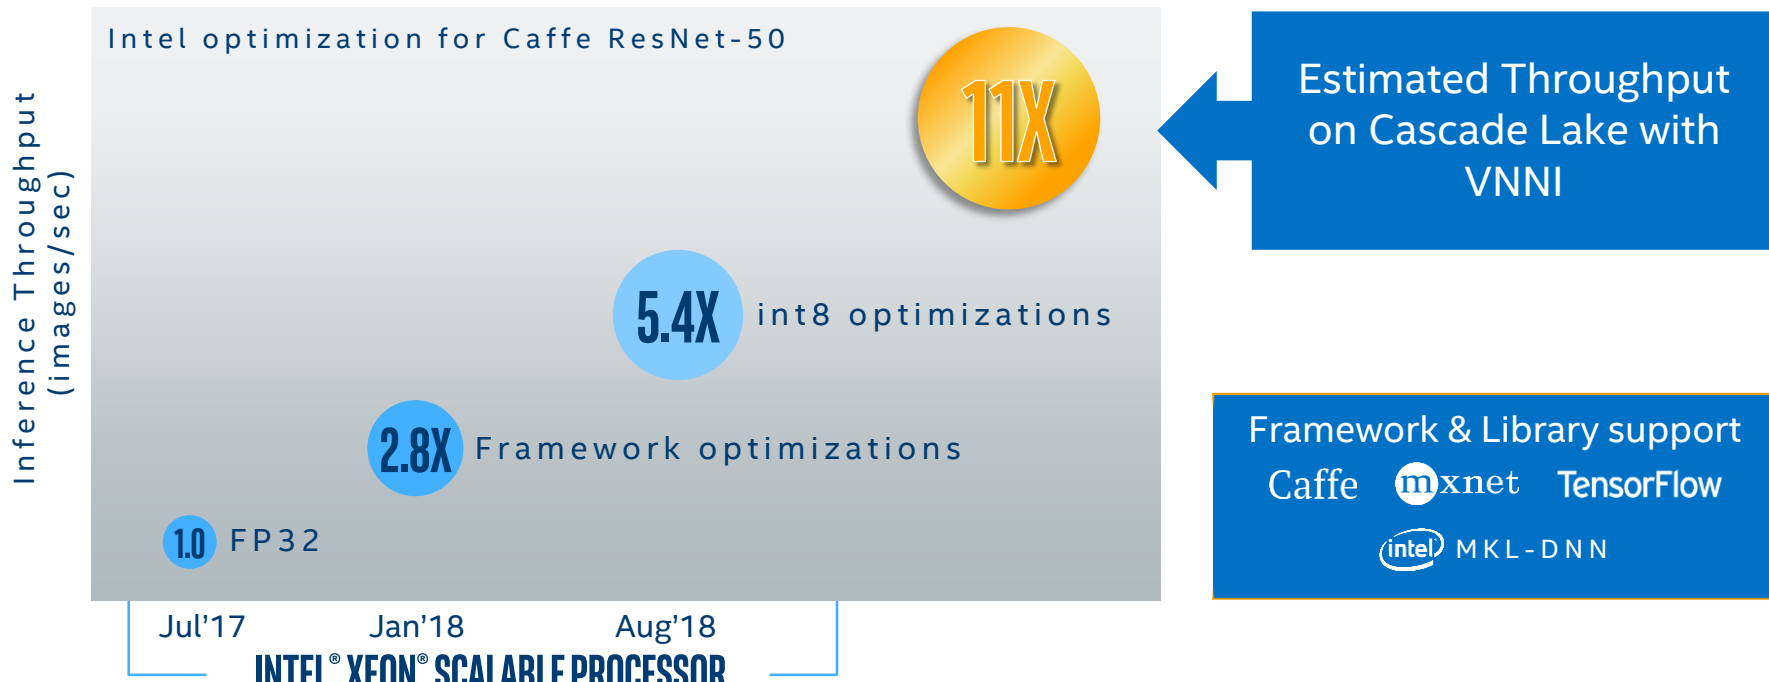 Intel optimization for Caffe ResNet-50
Inference Throughput
(images/sec)
11X
Estimated Throughput
on Cascade Lake with
VNNI
5.4X int8 optimizations
2.8X Framework optimizations
1.0 FP32
Framework & Library support
Caffe mxnet TensorFlow
intel MKL-DNN
Jul’17 Jan’18 Aug’18
INTEL® XEON® SCALABLE PROCESSOR